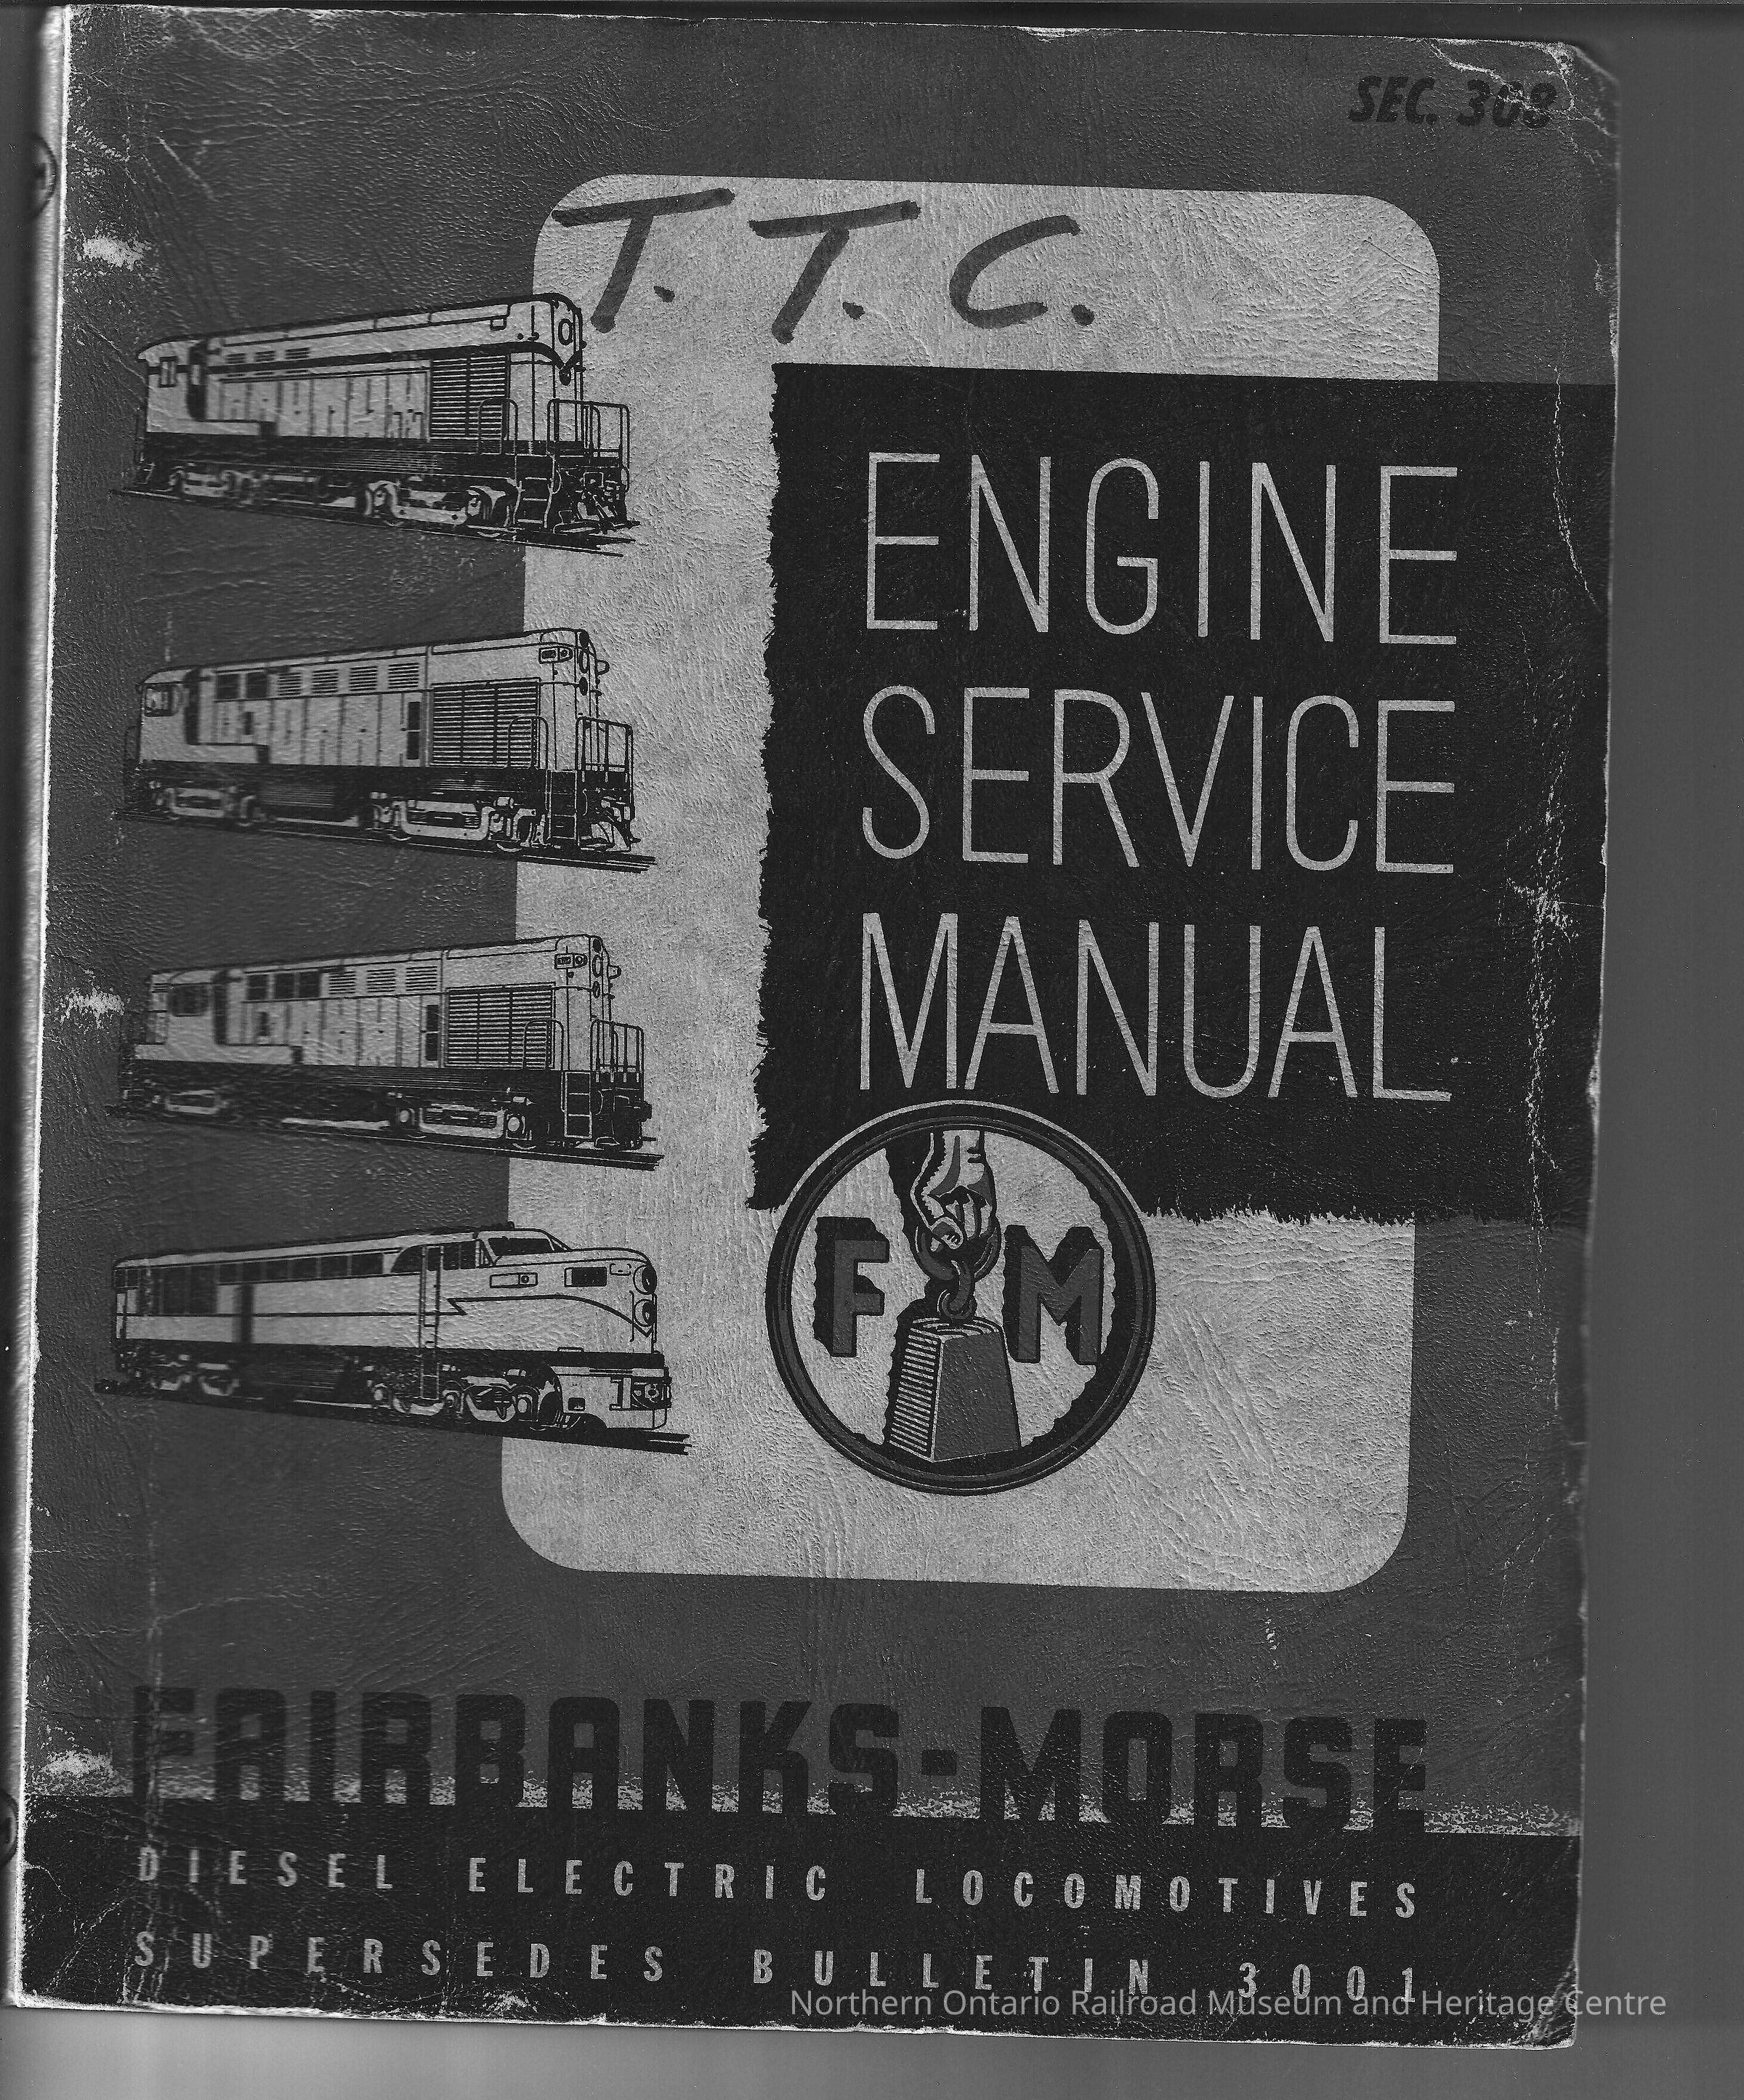 SEC. 308
T. T. C.
ENGINE
SERVICE
MANUAL
F M
FAIRBANKS-MORSE
DIESEL ELECTRIC LOCOMOTIVES
SUPERSEDES BULLETIN 3001
Northern Ontario Railroad Museum and Heritage Centre